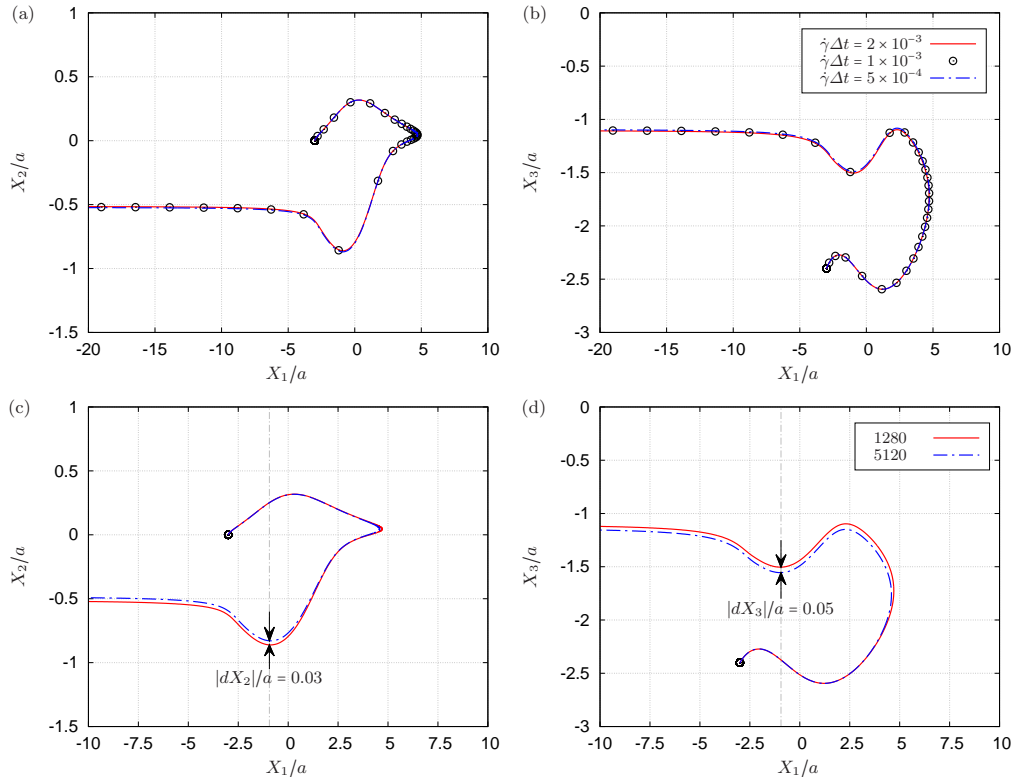 (a)
1
0.5
0
-0.5
-1
-1.5
X₂/a
-20 -15 -10 -5 0 5 10
X₁/a
(b)
0
-0.5
-1
-1.5
-2
-2.5
-3
X₃/a
γ̇Δt = 2 × 10⁻³
γ̇Δt = 1 × 10⁻³
γ̇Δt = 5 × 10⁻⁴
-20 -15 -10 -5 0 5 10
X₁/a
(c)
1
0.5
0
-0.5
-1
-1.5
X₂/a
|dX₂|/a = 0.03
-10 -7.5 -5 -2.5 0 2.5 5 7.5 10
X₁/a
(d)
0
-0.5
-1
-1.5
-2
-2.5
-3
X₃/a
1280
5120
|dX₃|/a = 0.05
-10 -7.5 -5 -2.5 0 2.5 5 7.5 10
X₁/a